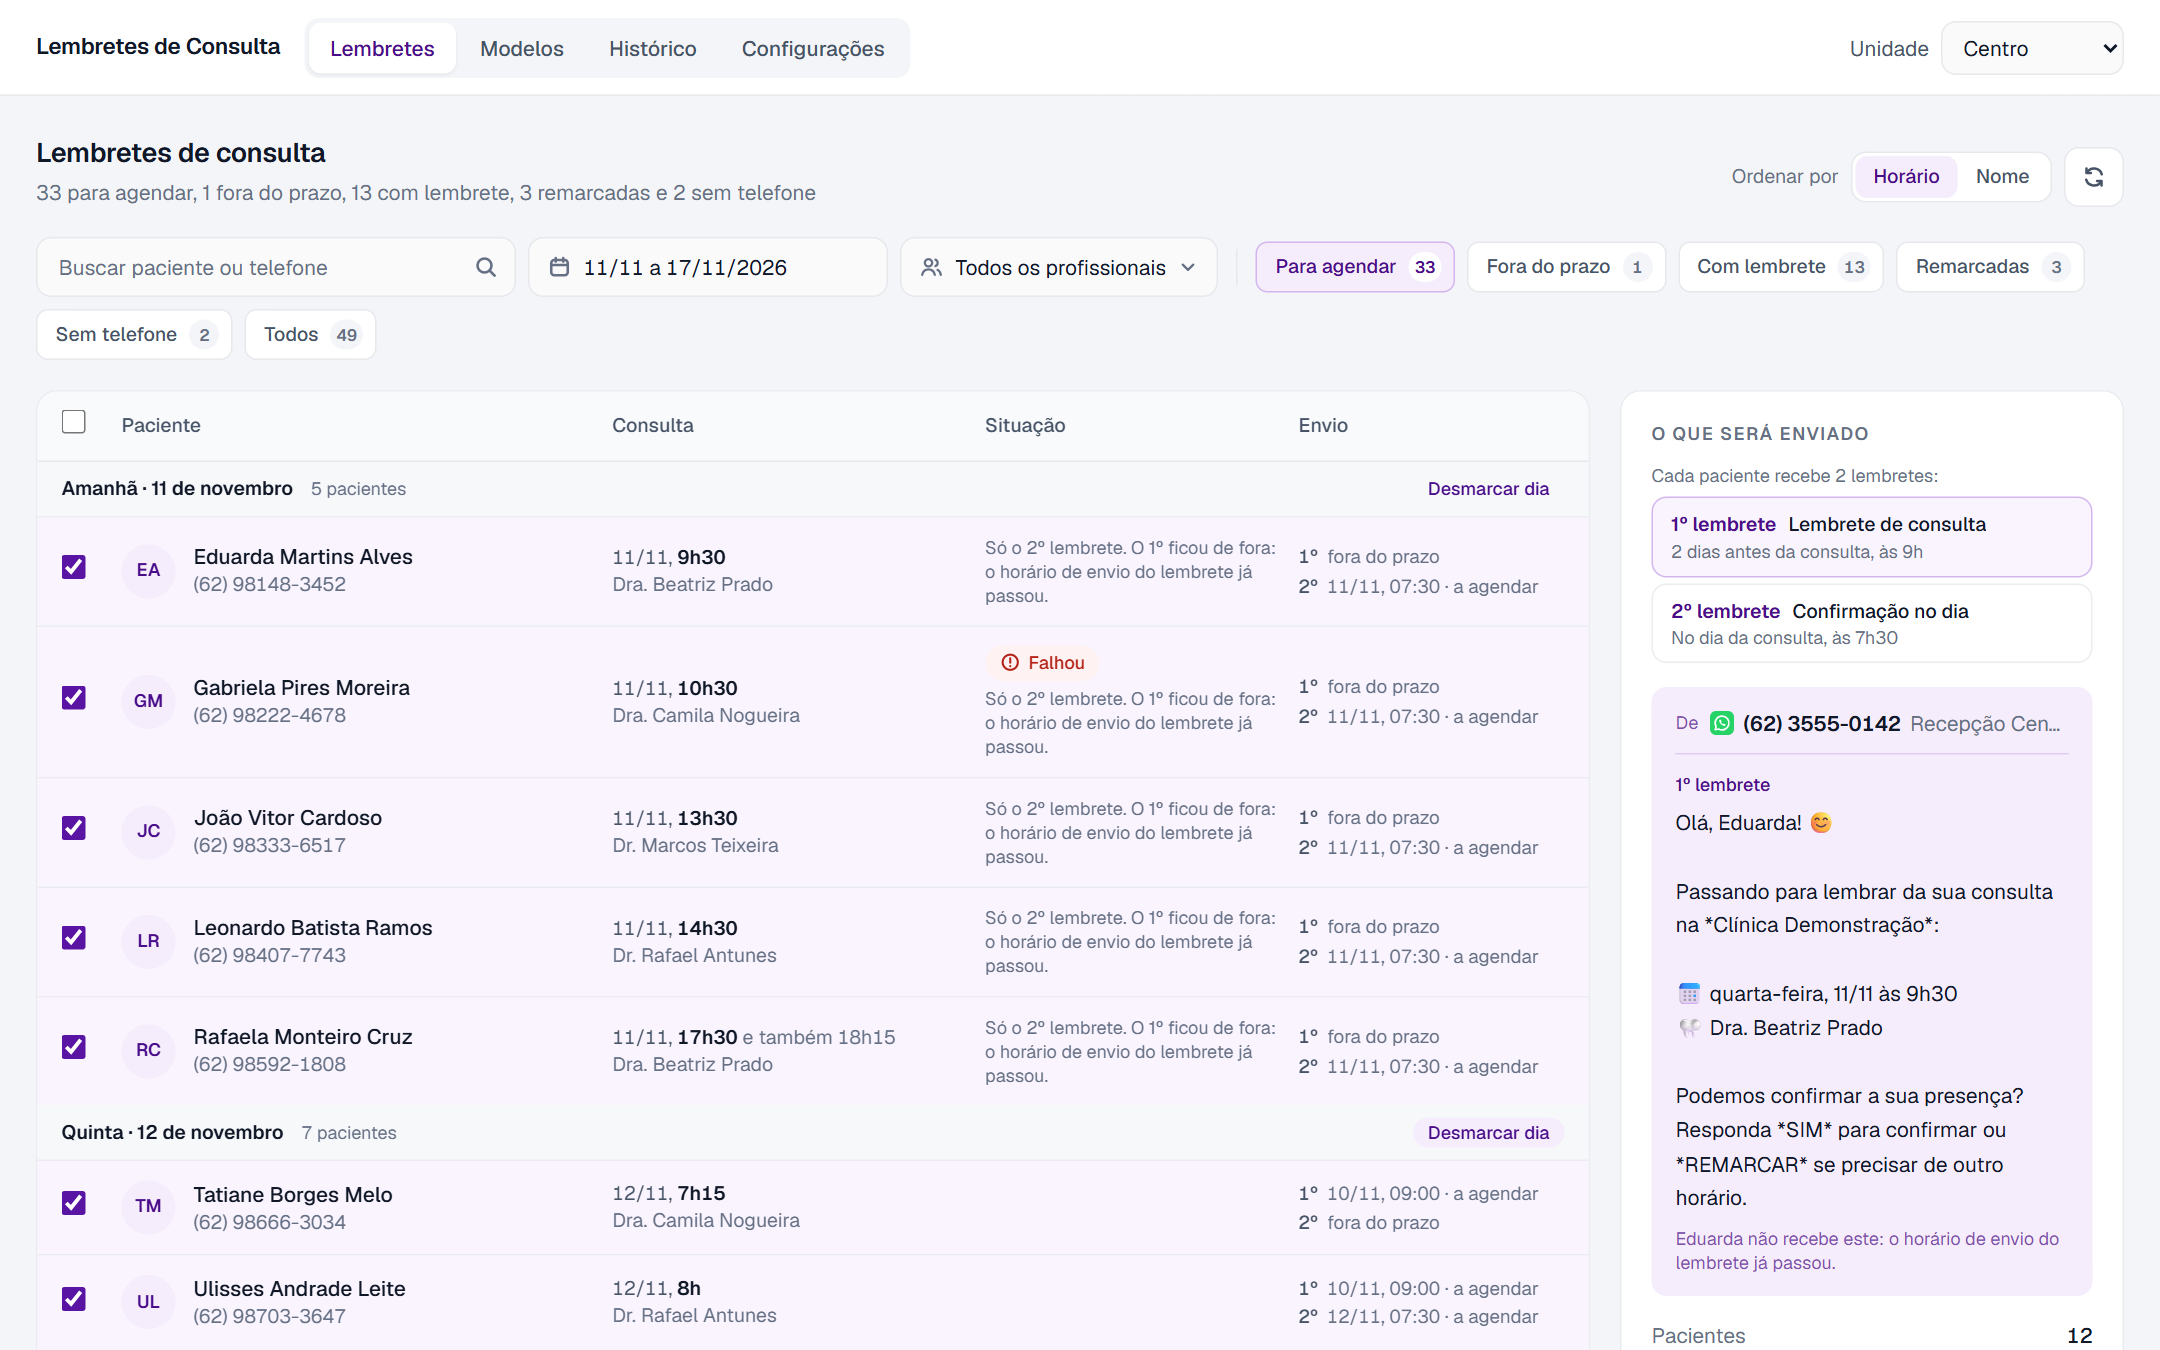 Lembretes de Consulta
Lembretes
Modelos
Histórico
Configurações
Unidade
Centro
Lembretes de consulta
33 para agendar, 1 fora do prazo, 13 com lembrete, 3 remarcadas e 2 sem telefone
Ordenar por
Horário
Nome
Buscar paciente ou telefone
11/11 a 17/11/2026
Todos os profissionais
Para agendar 33
Fora do prazo 1
Com lembrete 13
Remarcadas 3
Sem telefone 2
Todos 49
Paciente
Consulta
Situação
Envio
Amanhã · 11 de novembro 5 pacientes
Desmarcar dia
EA
Eduarda Martins Alves
(62) 98148-3452
11/11, 9h30
Dra. Beatriz Prado
Só o 2º lembrete. O 1º ficou de fora:
o horário de envio do lembrete já
passou.
1º fora do prazo
2º 11/11, 07:30 · a agendar
GM
Gabriela Pires Moreira
(62) 98222-4678
11/11, 10h30
Dra. Camila Nogueira
Falhou
Só o 2º lembrete. O 1º ficou de fora:
o horário de envio do lembrete já
passou.
1º fora do prazo
2º 11/11, 07:30 · a agendar
JC
João Vitor Cardoso
(62) 98333-6517
11/11, 13h30
Dr. Marcos Teixeira
Só o 2º lembrete. O 1º ficou de fora:
o horário de envio do lembrete já
passou.
1º fora do prazo
2º 11/11, 07:30 · a agendar
LR
Leonardo Batista Ramos
(62) 98407-7743
11/11, 14h30
Dr. Rafael Antunes
Só o 2º lembrete. O 1º ficou de fora:
o horário de envio do lembrete já
passou.
1º fora do prazo
2º 11/11, 07:30 · a agendar
RC
Rafaela Monteiro Cruz
(62) 98592-1808
11/11, 17h30 e também 18h15
Dra. Beatriz Prado
Só o 2º lembrete. O 1º ficou de fora:
o horário de envio do lembrete já
passou.
1º fora do prazo
2º 11/11, 07:30 · a agendar
Quinta · 12 de novembro 7 pacientes
Desmarcar dia
TM
Tatiane Borges Melo
(62) 98666-3034
12/11, 7h15
Dra. Camila Nogueira
1º 10/11, 09:00 · a agendar
2º fora do prazo
UL
Ulisses Andrade Leite
(62) 98703-3647
12/11, 8h
Dr. Rafael Antunes
1º 10/11, 09:00 · a agendar
2º 12/11, 07:30 · a agendar
O QUE SERÁ ENVIADO
Cada paciente recebe 2 lembretes:
1º lembrete Lembrete de consulta
2 dias antes da consulta, às 9h
2º lembrete Confirmação no dia
No dia da consulta, às 7h30
De (62) 3555-0142 Recepção Cen...
1º lembrete
Olá, Eduarda! 😊
Passando para lembrar da sua consulta
na *Clínica Demonstração*:
📅 quarta-feira, 11/11 às 9h30
🦷 Dra. Beatriz Prado
Podemos confirmar a sua presença?
Responda *SIM* para confirmar ou
*REMARCAR* se precisar de outro
horário.
Eduarda não recebe este: o horário de envio do
lembrete já passou.
Pacientes 12